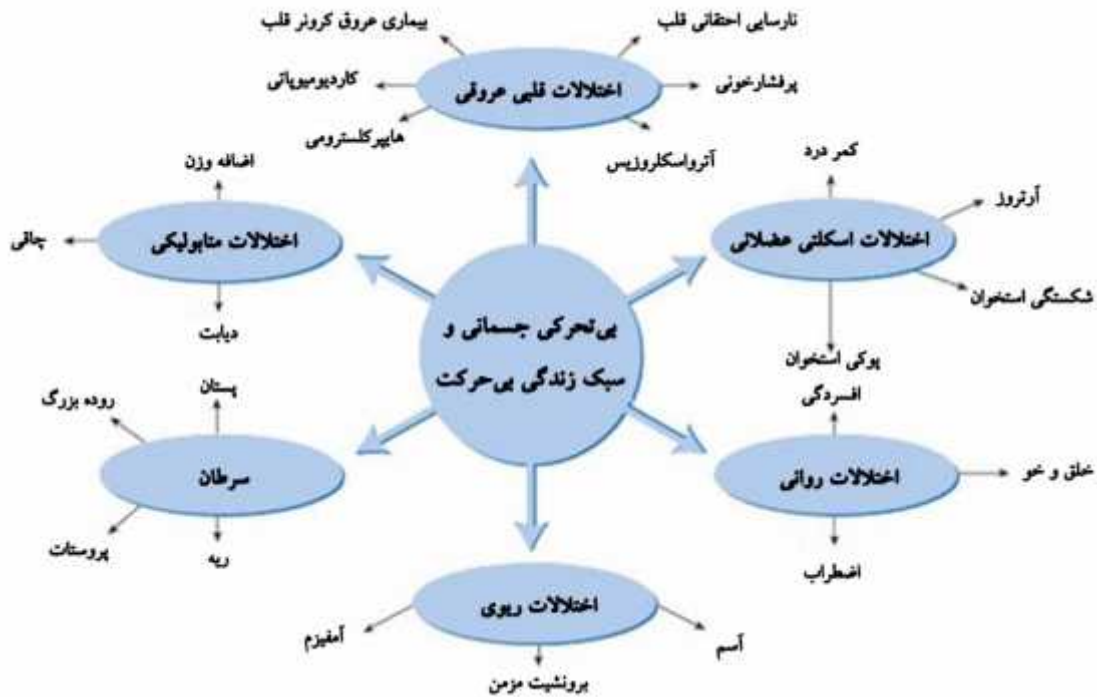 بی‌تحرکی جسمانی و
سبک زندگی بی‌حرکت
اختلالات قلبی عروقی
نارسایی احتقانی قلب
پرفشارخونی
آترواسکلروزیس
هایپرکلسترومی
کاردیومیوپاتی
بیماری عروق کرونر قلب
اختلالات اسکلتی عضلانی
کمر درد
آرتروز
شکستگی استخوان
پوکی استخوان
اختلالات روانی
افسردگی
خلق و خو
اضطراب
اختلالات ریوی
آسم
برونشیت مزمن
آمفیزم
سرطان
پستان
روده بزرگ
پروستات
ریه
اختلالات متابولیکی
اضافه وزن
چاقی
دیابت